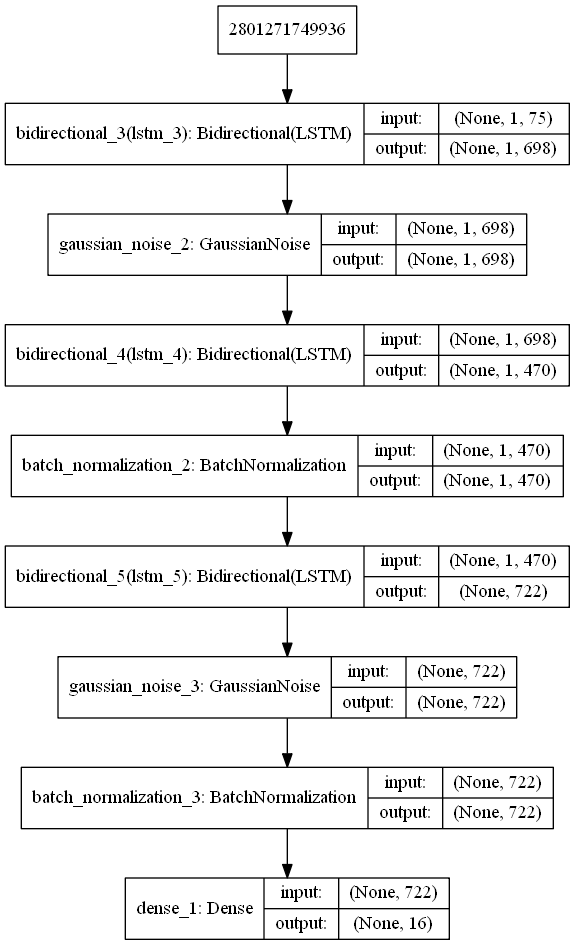 2801271749936
bidirectional_3(lstm_3): Bidirectional(LSTM)
input: (None, 1, 75)
output: (None, 1, 698)
gaussian_noise_2: GaussianNoise
input: (None, 1, 698)
output: (None, 1, 698)
bidirectional_4(lstm_4): Bidirectional(LSTM)
input: (None, 1, 698)
output: (None, 1, 470)
batch_normalization_2: BatchNormalization
input: (None, 1, 470)
output: (None, 1, 470)
bidirectional_5(lstm_5): Bidirectional(LSTM)
input: (None, 1, 470)
output: (None, 722)
gaussian_noise_3: GaussianNoise
input: (None, 722)
output: (None, 722)
batch_normalization_3: BatchNormalization
input: (None, 722)
output: (None, 722)
dense_1: Dense
input: (None, 722)
output: (None, 16)